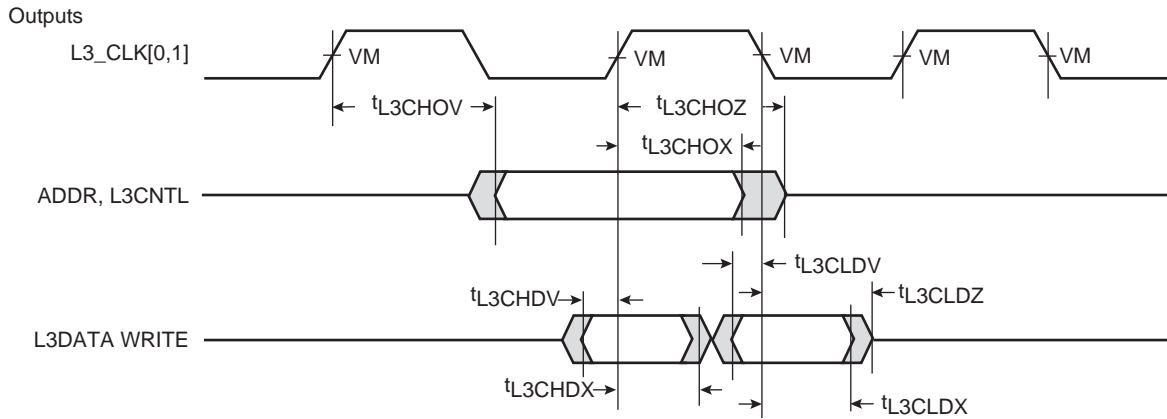 Outputs
L3_CLK[0,1]
VM
VM
VM
VM
VM
tL3CHOV
tL3CHOZ
tL3CHOX
ADDR, L3CNTL
tL3CLDV
tL3CHDV
tL3CLDZ
L3DATA WRITE
tL3CHDX
tL3CLDX